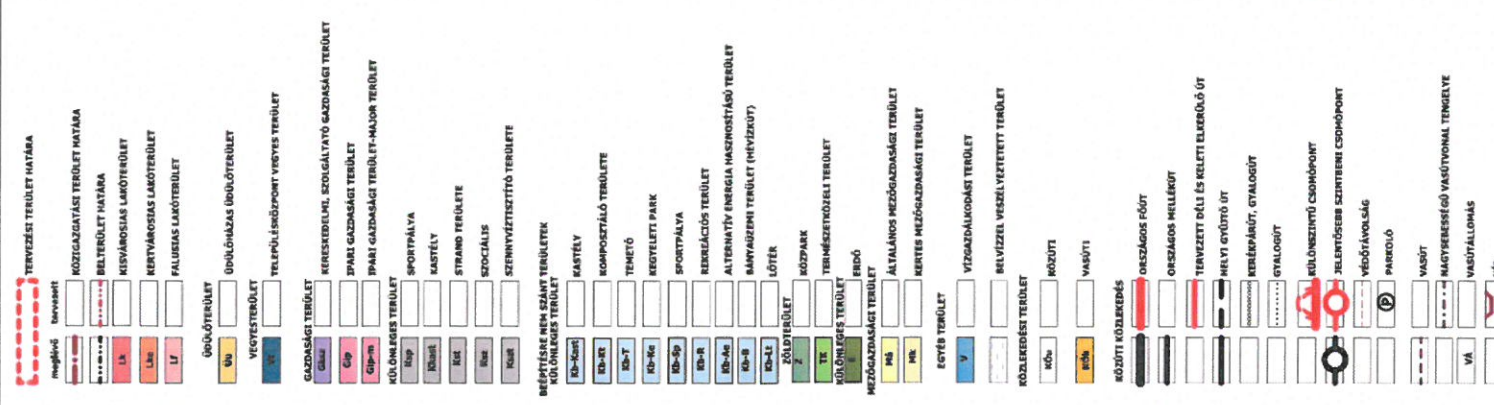 TERVEZÉSI TERÜLET HATÁRA
meglévő tervezett
KÖZIGAZGATÁSI TERÜLET HATÁRA
BELTERÜLET HATÁRA
Lk KISVÁROSIAS LAKÓTERÜLET
Lke KERTVÁROSIAS LAKÓTERÜLET
Lf FALUSIAS LAKÓTERÜLET
ÜDÜLŐTERÜLET
Üü ÜDÜLŐHÁZAS ÜDÜLŐTERÜLET
VEGYESTERÜLET
Vt TELEPÜLÉSKÖZPONT VEGYES TERÜLET
GAZDASÁGI TERÜLET
Gksz KERESKEDELMI, SZOLGÁLTATÓ GAZDASÁGI TERÜLET
Gip IPARI GAZDASÁGI TERÜLET
Gip-m IPARI GAZDASÁGI TERÜLET-MAJOR TERÜLET
KÜLÖNLEGES TERÜLET
Ksp SPORTPÁLYA
Kkast KASTÉLY
Kst STRAND TERÜLETE
SZOCIÁLIS
SZENNYVÍZTISZTÍTÓ TERÜLETE
BEÉPÍTÉSRE NEM SZÁNT TERÜLETEK
KÜLÖNLEGES TERÜLET
Kb-Kast KASTÉLY
Kb-Kt KOMPOSZTÁLÓ TERÜLETE
Kb-T TEMETŐ
Kb-Ke KEGYELETI PARK
Kb-Sp SPORTPÁLYA
Kb-R REKREÁCIÓS TERÜLET
Kb-Ae ALTERNATÍV ENERGIA HASZNOSÍTÁSÚ TERÜLET
Kb-B BÁNYAÜZEMI TERÜLET (HÉVÍZKÚT)
Kb-Lt LŐTÉR
ZÖLDTERÜLET
Z KÖZPARK
TK TERMÉSZETKÖZELI TERÜLET
KÜLÖNLEGES TERÜLET
E ERDŐ
MEZŐGAZDASÁGI TERÜLET
Má ÁLTALÁNOS MEZŐGAZDASÁGI TERÜLET
Mk KERTES MEZŐGAZDASÁGI TERÜLET
EGYÉB TERÜLET
V VÍZGAZDÁLKODÁSI TERÜLET
BELVÍZZEL VESZÉLYEZTETETT TERÜLET
KÖZLEKEDÉSI TERÜLET
KÖu KÖZÚTI
KÖk VASÚTI
KÖZÚTI KÖZLEKEDÉS
ORSZÁGOS FŐÚT
ORSZÁGOS MELLÉKÚT
TERVEZETT DÉLI ÉS KELETI ELKERÜLŐ ÚT
HELYI GYŰJTŐ ÚT
KERÉKPÁRÚT, GYALOGÚT
GYALOGÚT
KÜLÖNSZINTŰ CSOMÓPONT
JELENTŐSEBB SZINTBENI CSOMÓPONT
VÉDŐTÁVOLSÁG
P PARKOLÓ
VASÚT
NAGYSEBESSÉGŰ VASÚTVONAL TENGELYE
VÁ VASÚTÁLLOMÁS